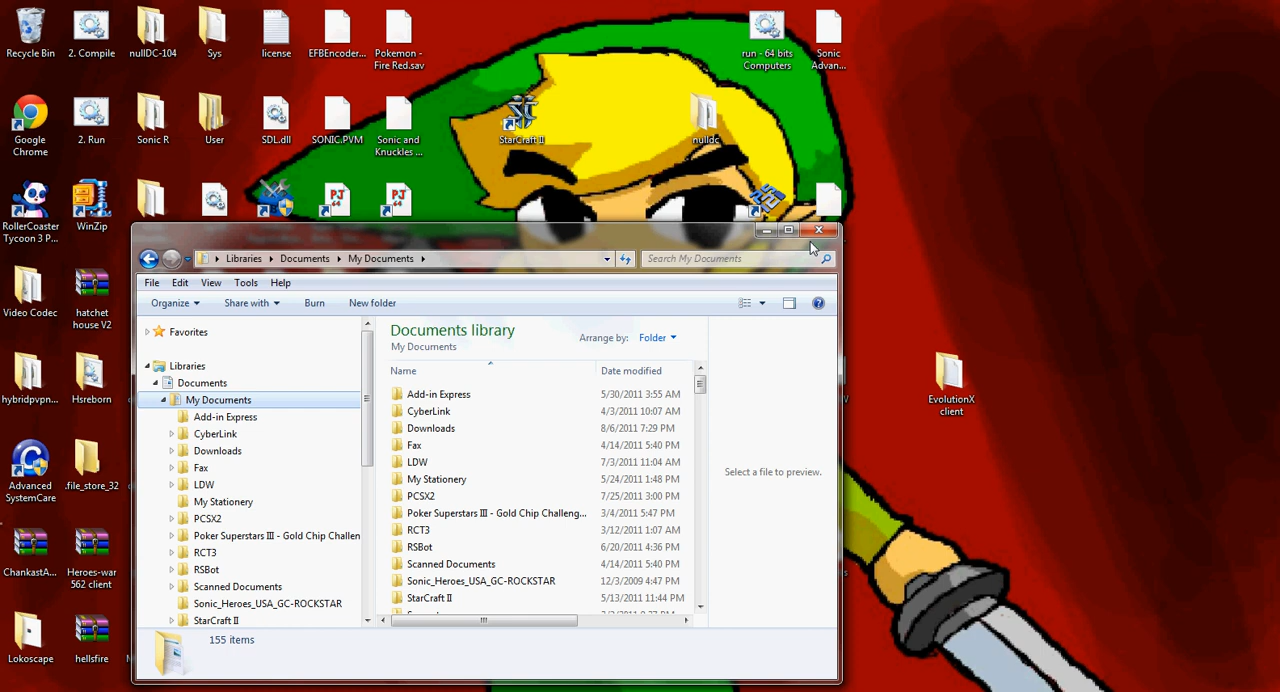 Recycle Bin
2. Compile
nullDC-104
Sys
license
EFBEncoder...
Pokemon -
Fire Red.sav
run - 64 bits
Computers
Sonic
Advan...
Google
Chrome
2. Run
Sonic R
User
SDL.dll
SONIC.PVM
Sonic and
Knuckles ...
StarCraft II
nulldc
RollerCoaster
Tycoon 3 P...
WinZip
PJ
64
PJ
64
Video Codec
hatchet
house V2
hybridpvpn...
Hsreborn
EvolutionX
client
Advanced
SystemCare
.file_store_32
ChankastA...
Heroes-war
562 client
Lokoscape
hellsfire
Libraries
Documents
My Documents
Search My Documents
File
Edit
View
Tools
Help
Organize
Share with
Burn
New folder
Favorites
Libraries
Documents
My Documents
Add-in Express
CyberLink
Downloads
Fax
LDW
My Stationery
PCSX2
Poker Superstars III - Gold Chip Challen
RCT3
RSBot
Scanned Documents
Sonic_Heroes_USA_GC-ROCKSTAR
StarCraft II
Documents library
My Documents
Arrange by: Folder
Name Date modified
Add-in Express 5/30/2011 3:55 AM
CyberLink 4/3/2011 10:07 AM
Downloads 8/6/2011 7:29 PM
Fax 4/14/2011 5:40 PM
LDW 7/3/2011 11:04 AM
My Stationery 5/24/2011 1:48 PM
PCSX2 7/25/2011 3:00 PM
Poker Superstars III - Gold Chip Challeng... 3/4/2011 5:47 PM
RCT3 3/12/2011 1:07 AM
RSBot 6/20/2011 4:36 PM
Scanned Documents 4/14/2011 5:40 PM
Sonic_Heroes_USA_GC-ROCKSTAR 12/3/2009 4:47 PM
StarCraft II 5/13/2011 11:44 PM
Select a file to preview.
155 items